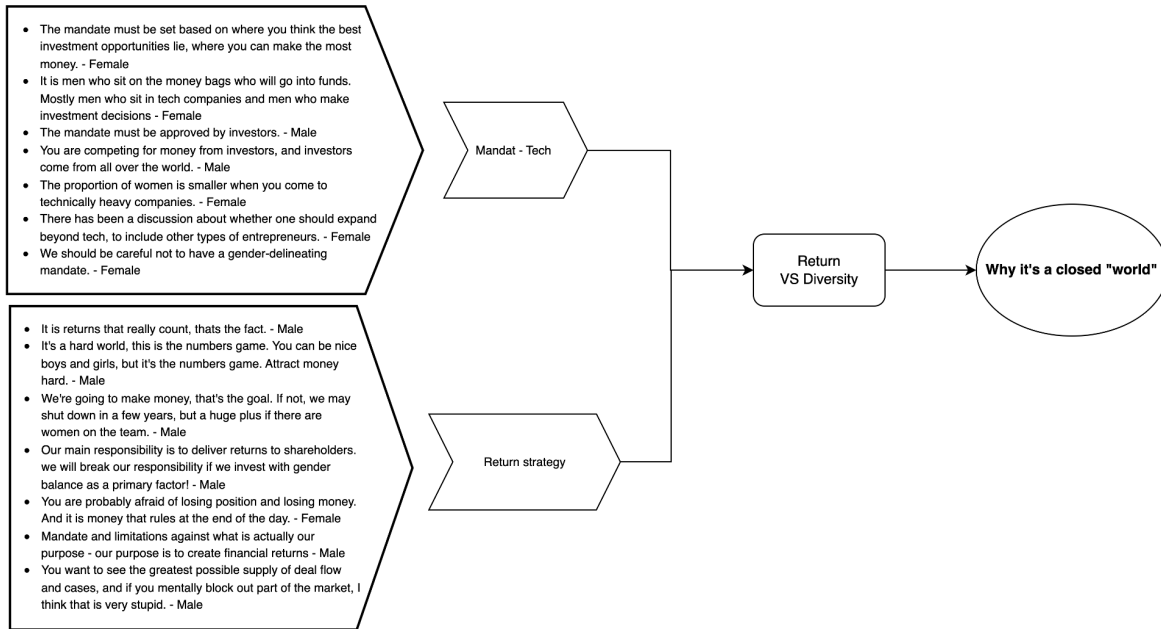 • The mandate must be set based on where you think the best
investment opportunities lie, where you can make the most
money. - Female
• It is men who sit on the money bags who will go into funds.
Mostly men who sit in tech companies and men who make
investment decisions - Female
• The mandate must be approved by investors. - Male
• You are competing for money from investors, and investors
come from all over the world. - Male
• The proportion of women is smaller when you come to
technically heavy companies. - Female
• There has been a discussion about whether one should expand
beyond tech, to include other types of entrepreneurs. - Female
• We should be careful not to have a gender-delineating
mandate. - Female
Mandat - Tech
• It is returns that really count, thats the fact. - Male
• It's a hard world, this is the numbers game. You can be nice
boys and girls, but it's the numbers game. Attract money
hard. - Male
• We're going to make money, that's the goal. If not, we may
shut down in a few years, but a huge plus if there are
women on the team. - Male
• Our main responsibility is to deliver returns to shareholders.
we will break our responsibility if we invest with gender
balance as a primary factor! - Male
• You are probably afraid of losing position and losing money.
And it is money that rules at the end of the day. - Female
• Mandate and limitations against what is actually our
purpose - our purpose is to create financial returns - Male
• You want to see the greatest possible supply of deal flow
and cases, and if you mentally block out part of the market, I
think that is very stupid. - Male
Return strategy
Return
VS Diversity
Why it's a closed "world"